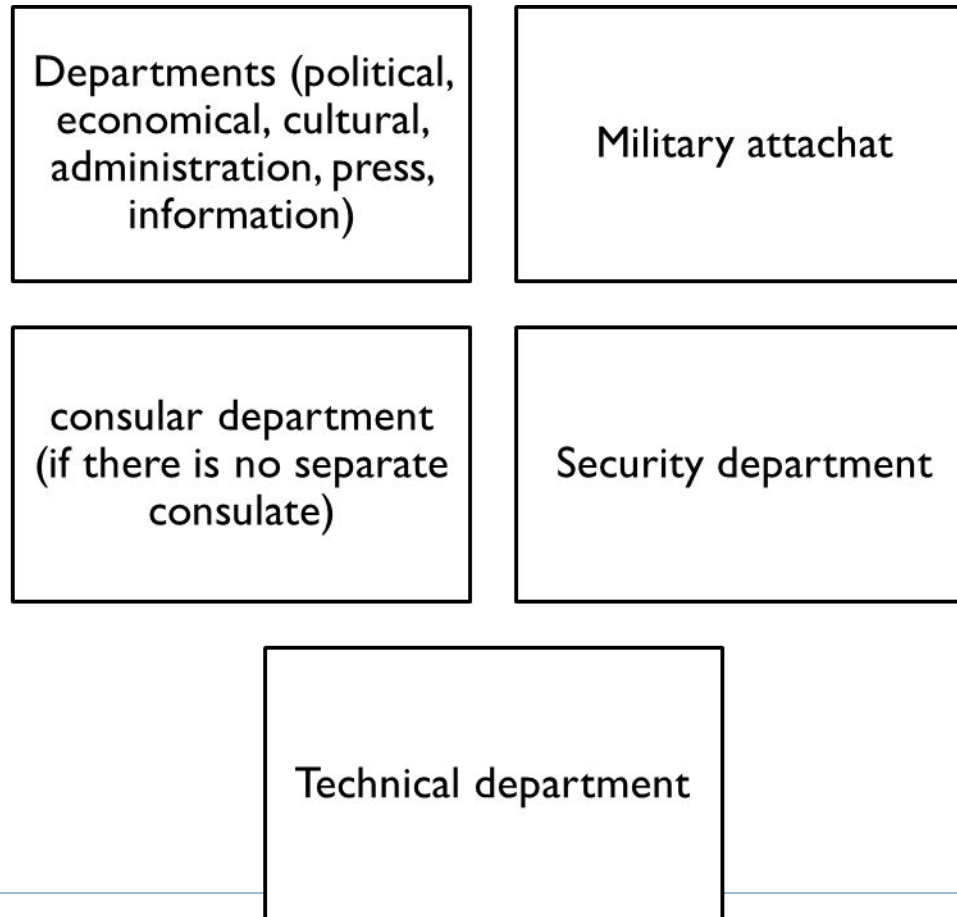 Departments (political,
economical, cultural,
administration, press,
information)
Military attachat
consular department
(if there is no separate
consulate)
Security department
Technical department